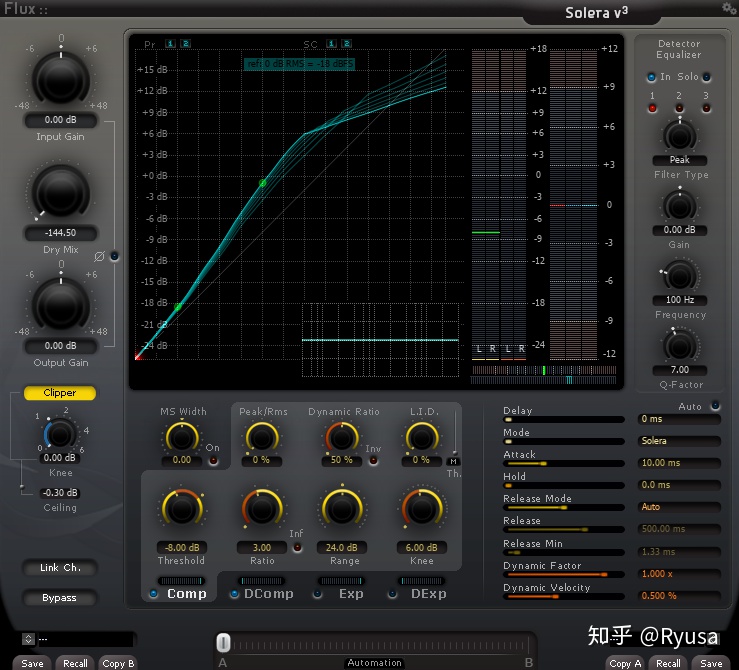 Flux ::
Solera v³
-6 0 +6
-48 +48
0.00 dB
Input Gain
-144.50
Dry Mix
Ø
0
-6 +6
-48 +48
0.00 dB
Output Gain
Clipper
1 2 4 6 0
0.00 dB
Knee
-0.30 dB
Ceiling
Link Ch.
Bypass
Pr 1 2 SC 1 2
ref: 0 dB RMS = -18 dBFS
+15 dB
+12 dB
+9 dB
+6 dB
+3 dB
+0 dB
-3 dB
-6 dB
-9 dB
-12 dB
-15 dB
-18 dB
-21 dB
-24 dB
+18
+12
+9
+6
+3
0
-3
-6
-9
-12
-18
-24
L R L R
+12
+9
+6
+3
0
-3
-6
-9
-12
Detector
Equalizer
In Solo
1 2 3
Peak
Filter Type
0.00 dB
Gain
100 Hz
Frequency
7.00
Q-Factor
Auto
MS Width Peak/Rms Dynamic Ratio L.I.D.
On Inv
0.00 0 % 50 % 0 % M
Th.
Inf
-8.00 dB 3.00 24.0 dB 6.00 dB
Threshold Ratio Range Knee
Comp DComp Exp DExp
Delay 0 ms
Mode Solera
Attack 10.00 ms
Hold 0.0 ms
Release Mode Auto
Release 500.00 ms
Release Min 1.33 ms
Dynamic Factor 1.000 x
Dynamic Velocity 0.500 %
知乎 @Ryusa
---
Save Recall Copy B
A Automation B
Copy A Recall Save